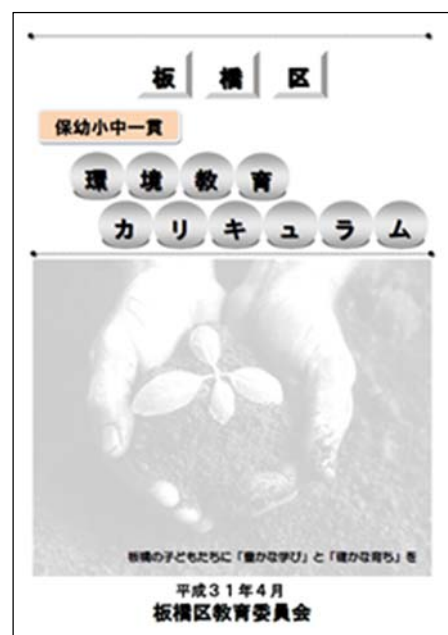 板橋区
保幼小中一貫
環境教育
カリキュラム
板橋の子どもたちに「豊かな学び」と「確かな育ち」を
平成31年4月
板橋区教育委員会